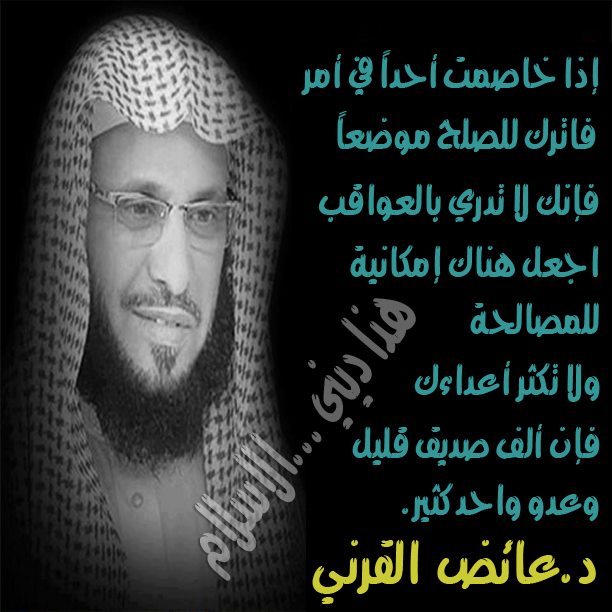 إذا خاصمت أحداً في أمر
فاترك للصلح موضعاً
فإنك لا تدري بالعواقب
اجعل هناك إمكانية
للمصالحة
ولا تكثر أعداءك
فإن ألف صديق قليل
وعدو واحد كثير.
د.عائض القرني
هذا ديني...الإسلام